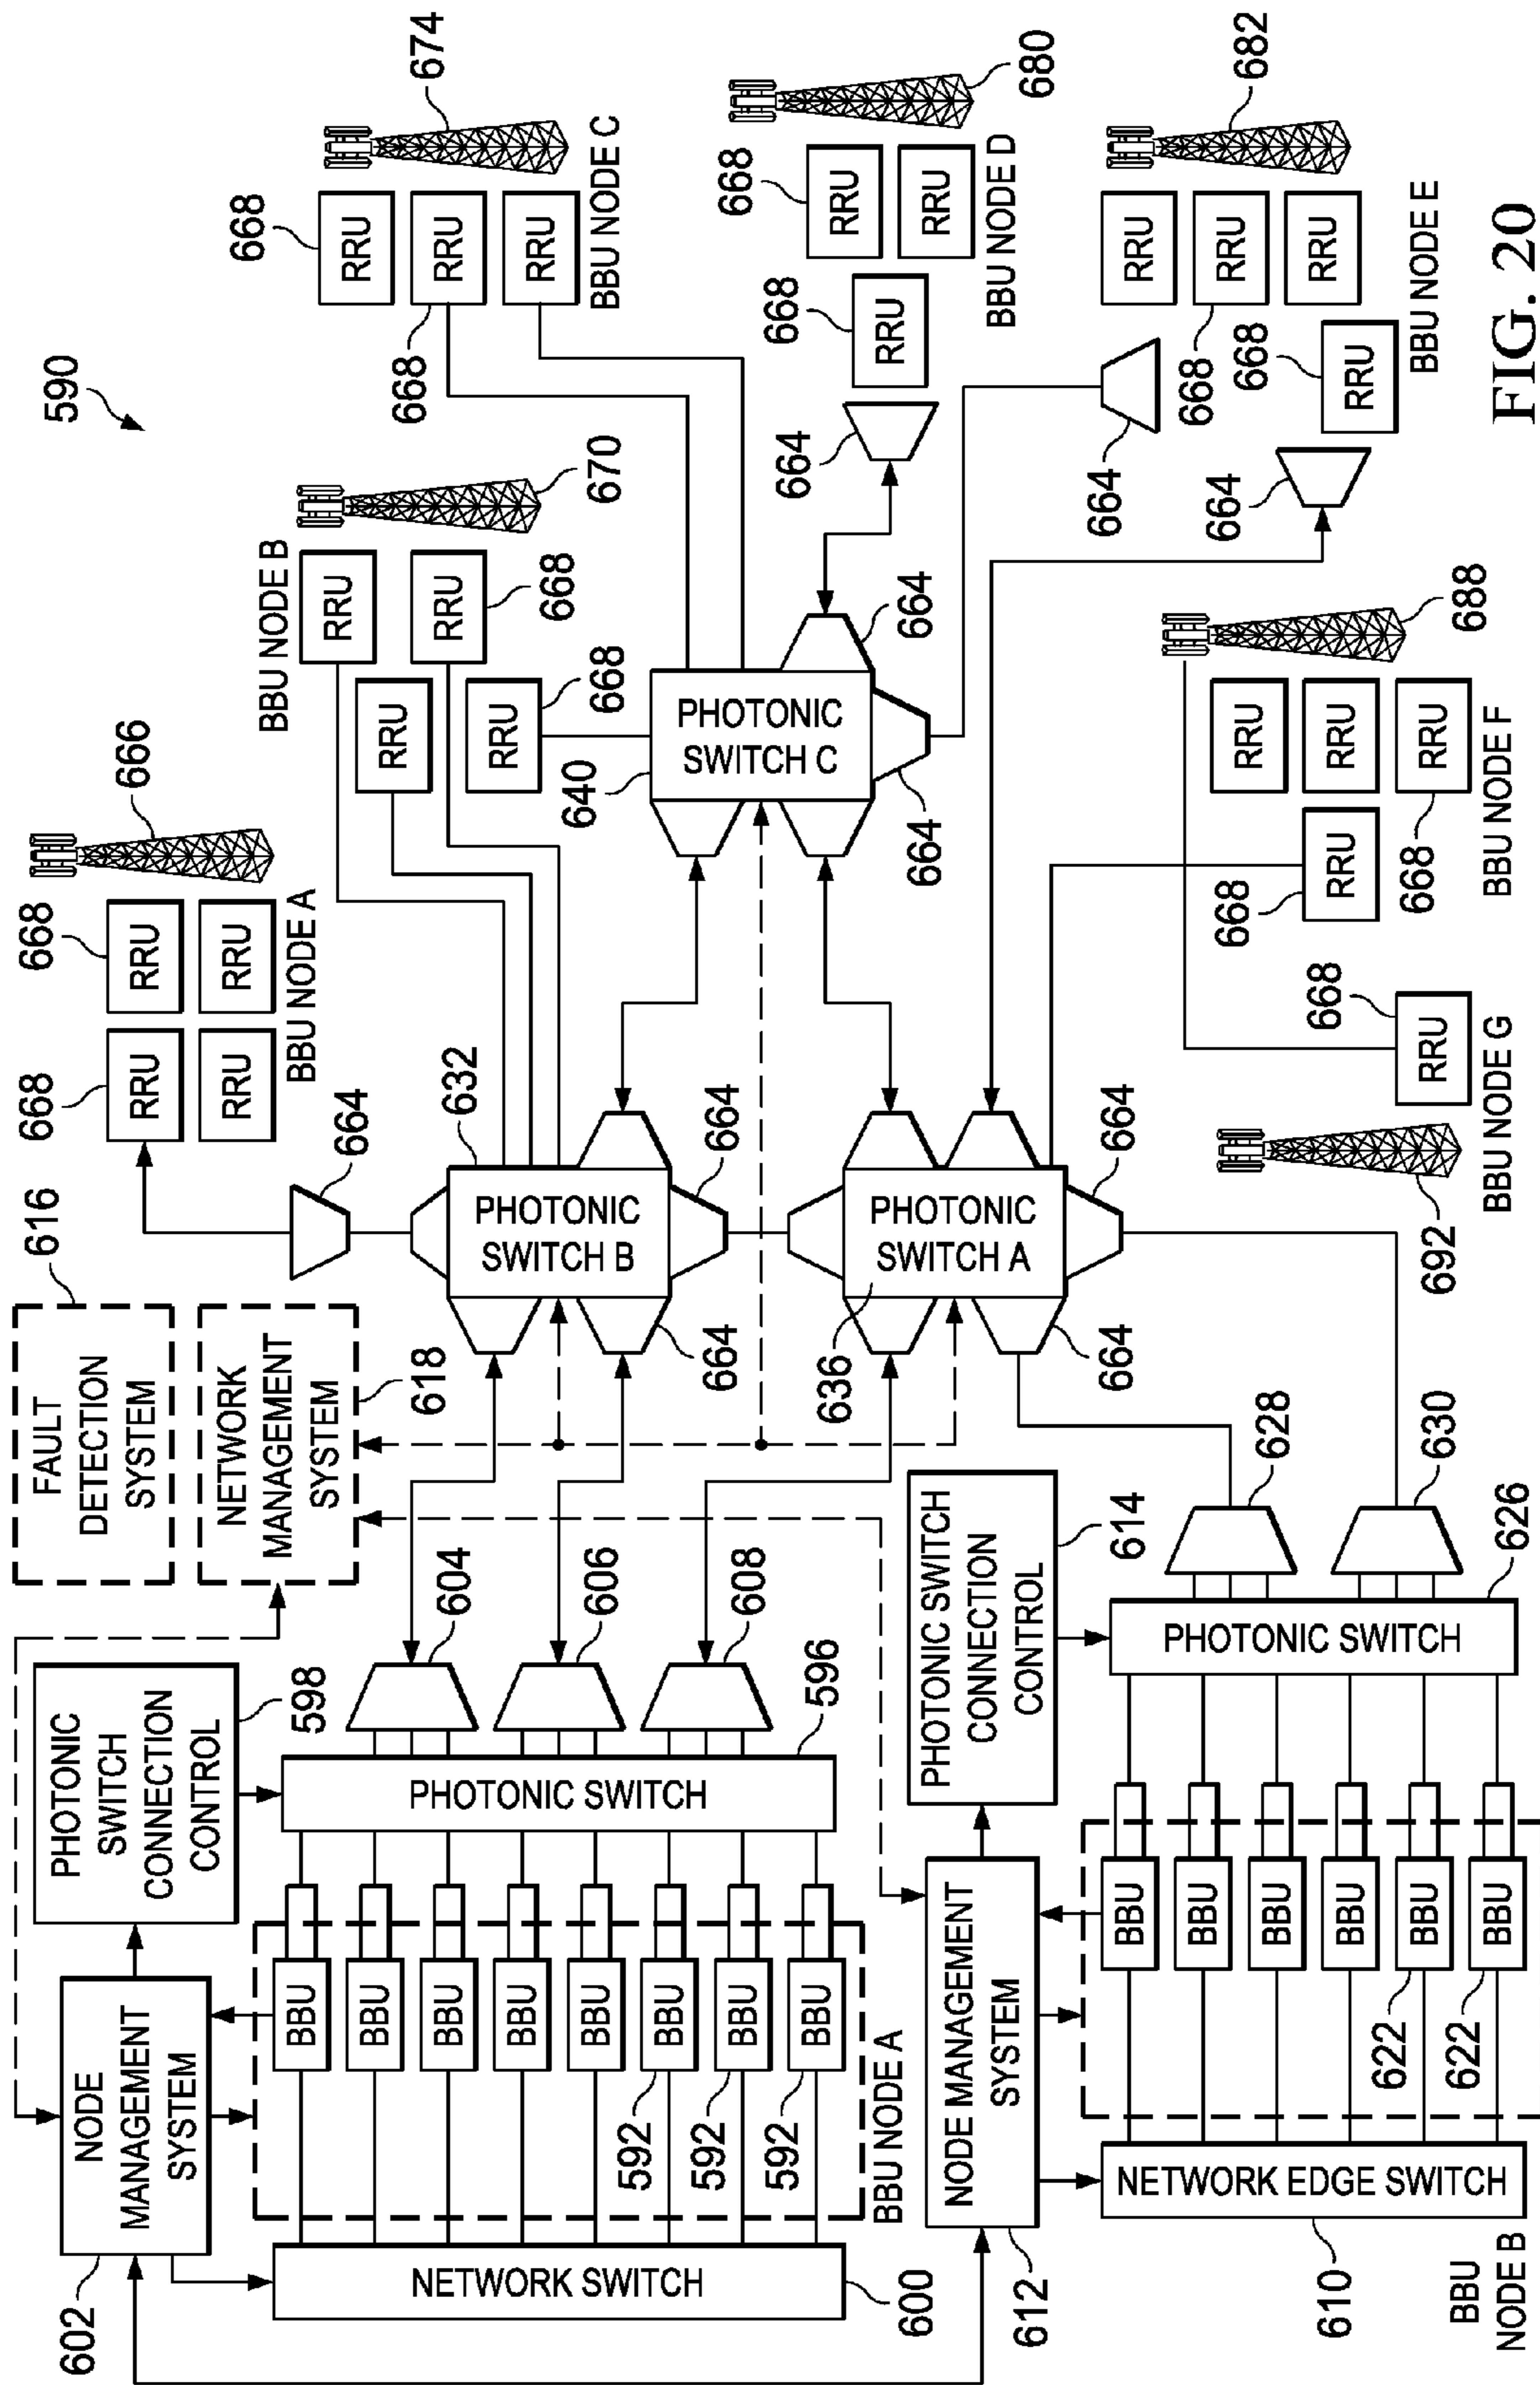 590
FAULT
DETECTION
SYSTEM
616
NETWORK
MANAGEMENT
SYSTEM
618
602
NODE
MANAGEMENT
SYSTEM
PHOTONIC
SWITCH
CONNECTION
CONTROL
598
NETWORK SWITCH
600
BBU
BBU
BBU
BBU
BBU
BBU
BBU
BBU
592
592
592
BBU NODE A
PHOTONIC SWITCH
596
604
606
608
612
NODE MANAGEMENT
SYSTEM
PHOTONIC SWITCH
CONNECTION
CONTROL
614
NETWORK EDGE SWITCH
610
BBU
NODE B
BBU
BBU
BBU
BBU
BBU
BBU
622
622
PHOTONIC SWITCH
626
628
630
664
PHOTONIC
SWITCH B
632
664
664
PHOTONIC
SWITCH A
636
664
664
PHOTONIC
SWITCH C
640
664
664
668
668
RRU
RRU
RRU
RRU
666
BBU NODE A
BBU NODE B
RRU
RRU
RRU
RRU
668
668
670
668
668
RRU
RRU
RRU
674
BBU NODE C
664
668
668
RRU
RRU
RRU
680
BBU NODE D
664
664
RRU
RRU
RRU
RRU
668
668
682
BBU NODE E
RRU
RRU
RRU
RRU
668
668
688
BBU NODE F
668
RRU
692
BBU NODE G
FIG. 20